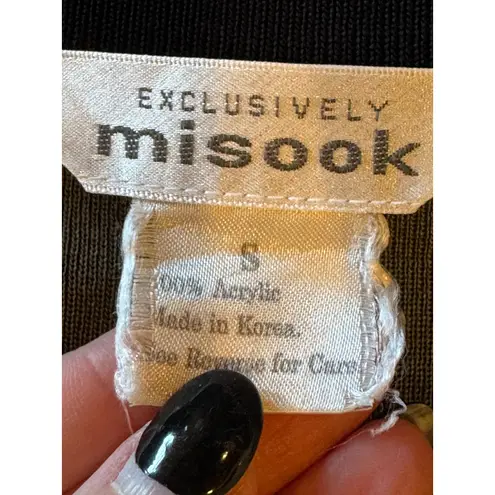 EXCLUSIVELY
misook
S
00% Acrylic
Made in Korea.
See Reverse for Care